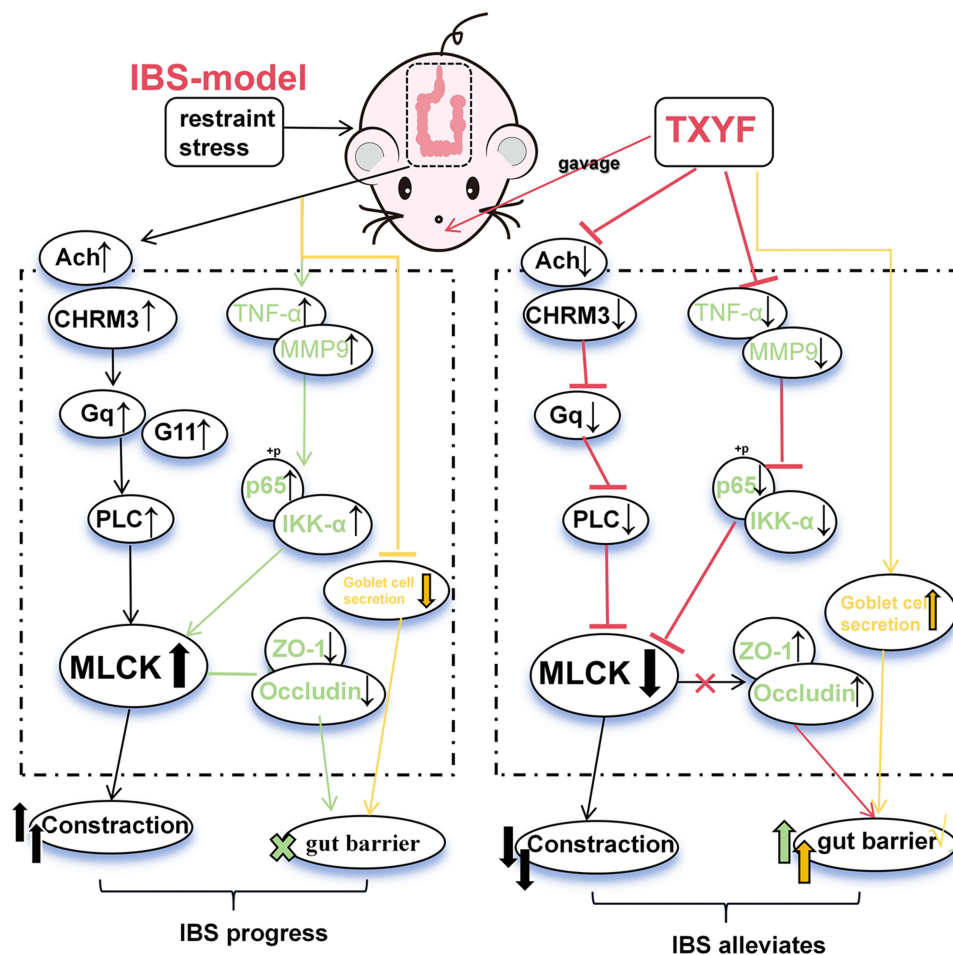 IBS-model
restraint
stress
TXYF
gavage
Ach↑
CHRM3↑
Gq↑
G11↑
PLC↑
MLCK
TNF-α↑
MMP9↑
+p
p65↑
IKK-α↑
Goblet cell
secretion
ZO-1↓
Occludin↓
Constraction
gut barrier
IBS progress
Ach↓
CHRM3↓
Gq↓
PLC↓
MLCK
TNF-α↓
MMP9↓
+p
p65↓
IKK-α↓
Goblet cell
secretion
ZO-1↑
Occludin↑
Constraction
gut barrier√
IBS alleviates